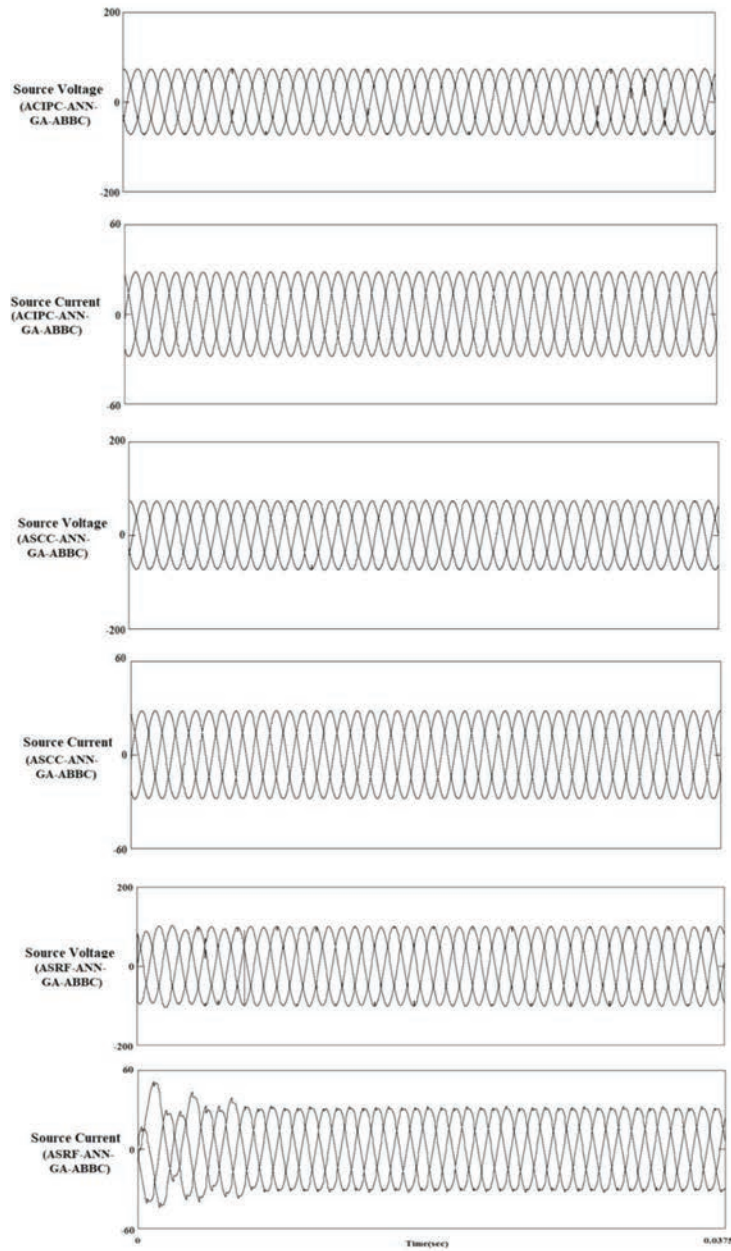 200
Source Voltage
(ACIPC-ANN-
GA-ABBC)
0
-200
60
Source Current
(ACIPC-ANN-
GA-ABBC)
0
-60
200
Source Voltage
(ASCC-ANN-
GA-ABBC)
0
-200
60
Source Current
(ASCC-ANN-
GA-ABBC)
0
-60
200
Source Voltage
(ASRF-ANN-
GA-ABBC)
0
-200
60
Source Current
(ASRF-ANN-
GA-ABBC)
0
-60
0
Time(sec)
0.0375